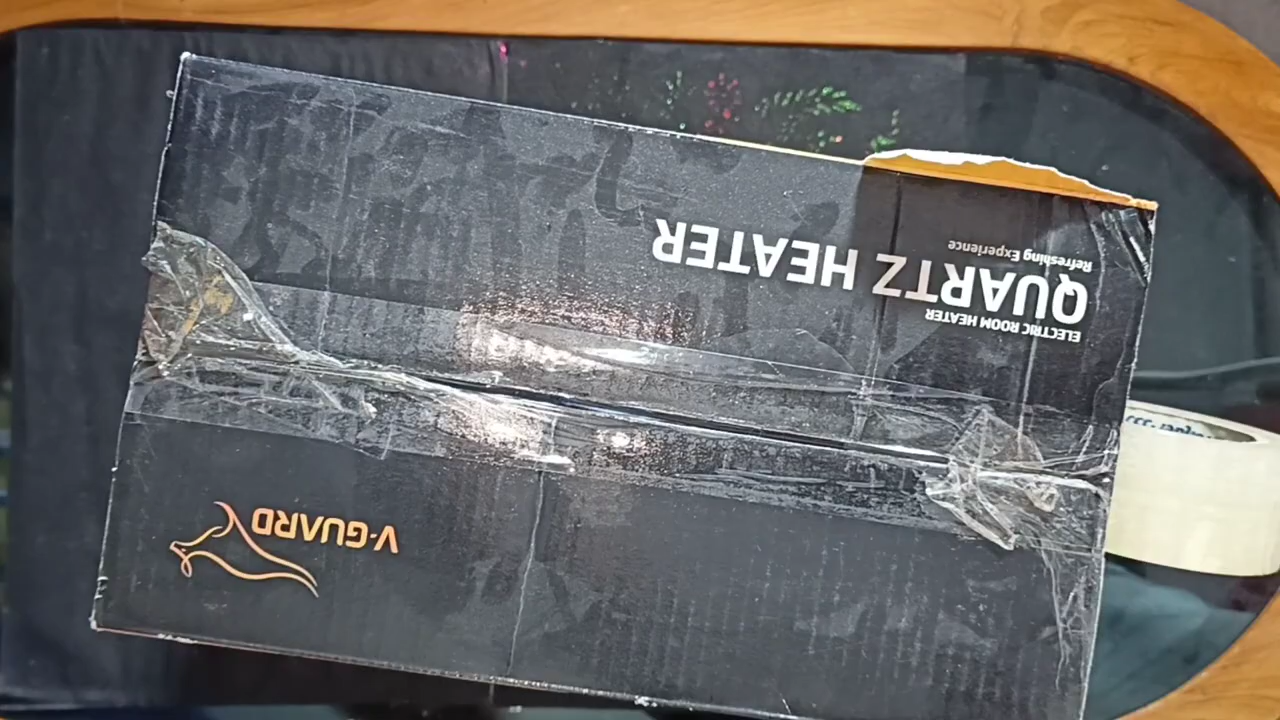 V-GUARD
ELECTRIC ROOM HEATER
QUARTZ HEATER
Refreshing Experience